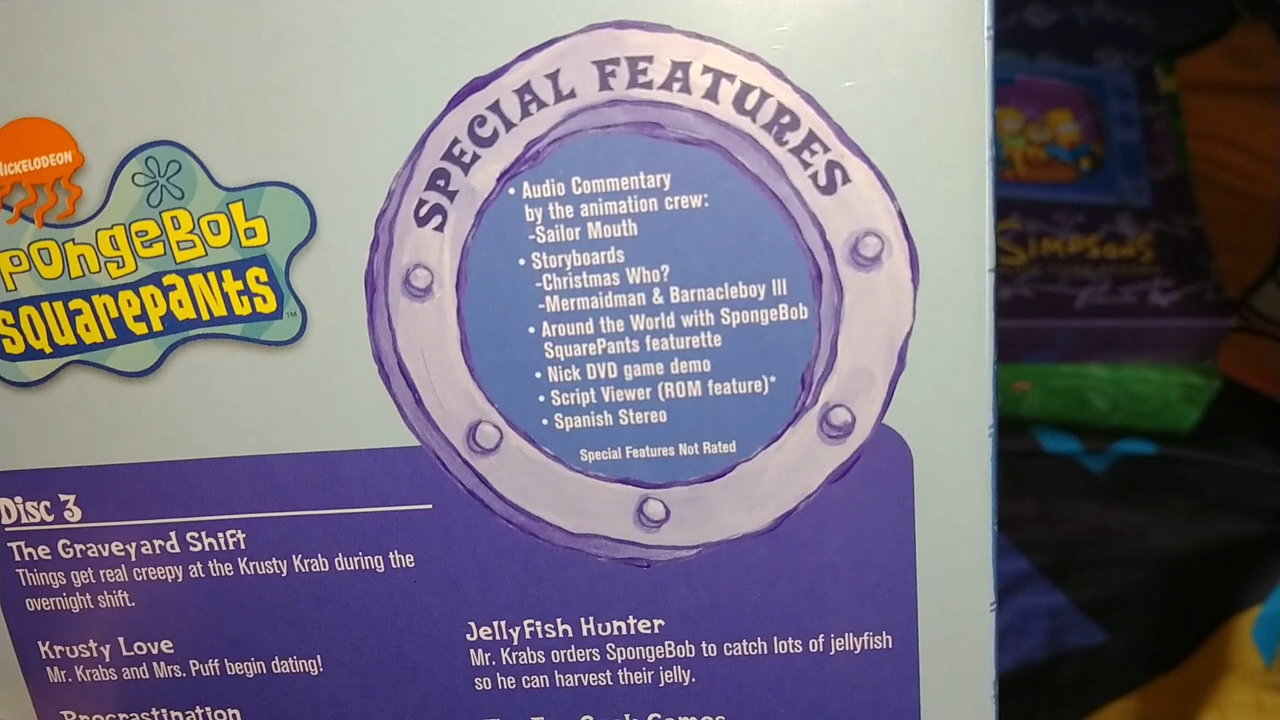 SPECIAL FEATURES
• Audio Commentary
by the animation crew:
-Sailor Mouth
• Storyboards
-Christmas Who?
-Mermaidman & Barnacleboy III
• Around the World with SpongeBob
SquarePants featurette
• Nick DVD game demo
• Script Viewer (ROM feature)*
• Spanish Stereo
Special Features Not Rated
NICKELODEON
SpongeBob
SquarePants
TM
Disc 3
The Graveyard Shift
Things get real creepy at the Krusty Krab during the
overnight shift.
Krusty Love
Mr. Krabs and Mrs. Puff begin dating!
Procrastination
JellyFish Hunter
Mr. Krabs orders SpongeBob to catch lots of jellyfish
so he can harvest their jelly.
Simpsons